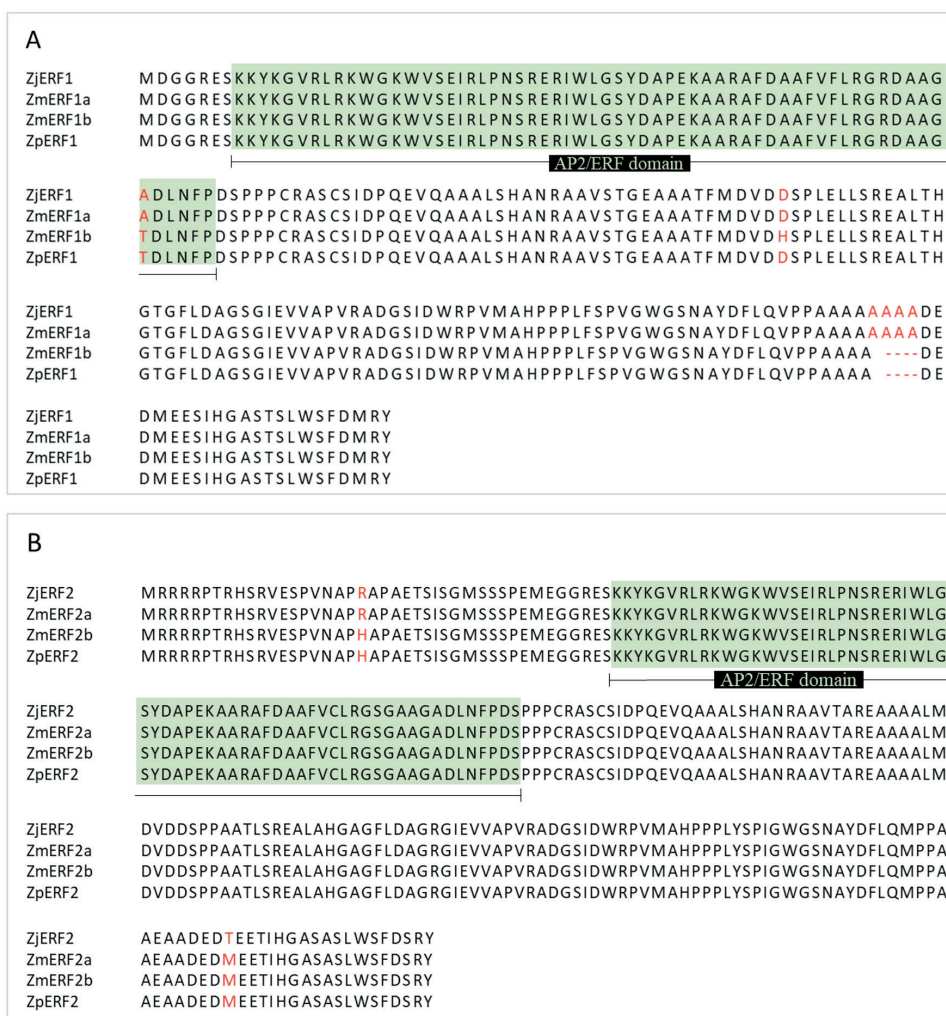 A
ZjERF1 MDGGRESKKYKGVRLRKWGKWVSEIRLPNSRERIWLGSYDAPEKAARAFDAAFVFLRGRDAAG
ZmERF1a MDGGRESKKYKGVRLRKWGKWVSEIRLPNSRERIWLGSYDAPEKAARAFDAAFVFLRGRDAAG
ZmERF1b MDGGRESKKYKGVRLRKWGKWVSEIRLPNSRERIWLGSYDAPEKAARAFDAAFVFLRGRDAAG
ZpERF1 MDGGRESKKYKGVRLRKWGKWVSEIRLPNSRERIWLGSYDAPEKAARAFDAAFVFLRGRDAAG
AP2/ERF domain
ZjERF1 ADLNFPDSPPPCRASCSIDPQEVQAAALSHANRAAVSTGEAAATFMDVDDSPLELLSREALTH
ZmERF1a ADLNFPDSPPPCRASCSIDPQEVQAAALSHANRAAVSTGEAAATFMDVDDSPLELLSREALTH
ZmERF1b TDLNFPDSPPPCRASCSIDPQEVQAAALSHANRAAVSTGEAAATFMDVDHSPLELLSREALTH
ZpERF1 TDLNFPDSPPPCRASCSIDPQEVQAAALSHANRAAVSTGEAAATFMDVDDSPLELLSREALTH
ZjERF1 GTGFLDAGSGIEVVAPVRADGSIDWRPVMAHPPPLFSPVGWGSNAYDFLQVPPAAAAAAAADE
ZmERF1a GTGFLDAGSGIEVVAPVRADGSIDWRPVMAHPPPLFSPVGWGSNAYDFLQVPPAAAAAAAADE
ZmERF1b GTGFLDAGSGIEVVAPVRADGSIDWRPVMAHPPPLFSPVGWGSNAYDFLQVPPAAAA ----DE
ZpERF1 GTGFLDAGSGIEVVAPVRADGSIDWRPVMAHPPPLFSPVGWGSNAYDFLQVPPAAAA ----DE
ZjERF1 DMEESIHGASTSLWSFDMRY
ZmERF1a DMEESIHGASTSLWSFDMRY
ZmERF1b DMEESIHGASTSLWSFDMRY
ZpERF1 DMEESIHGASTSLWSFDMRY
B
ZjERF2 MRRRRPTRHSRVESPVNAPRAPAETSISGMSSSPEMEGGRESKKYKGVRLRKWGKWVSEIRLPNSRERIWLG
ZmERF2a MRRRRPTRHSRVESPVNAPRAPAETSISGMSSSPEMEGGRESKKYKGVRLRKWGKWVSEIRLPNSRERIWLG
ZmERF2b MRRRRPTRHSRVESPVNAPHAPAETSISGMSSSPEMEGGRESKKYKGVRLRKWGKWVSEIRLPNSRERIWLG
ZpERF2 MRRRRPTRHSRVESPVNAPHAPAETSISGMSSSPEMEGGRESKKYKGVRLRKWGKWVSEIRLPNSRERIWLG
AP2/ERF domain
ZjERF2 SYDAPEKAARAFDAAFVCLRGSGAAGADLNFPDSPPPCRASCSIDPQEVQAAALSHANRAAVTAREAAAALM
ZmERF2a SYDAPEKAARAFDAAFVCLRGSGAAGADLNFPDSPPPCRASCSIDPQEVQAAALSHANRAAVTAREAAAALM
ZmERF2b SYDAPEKAARAFDAAFVCLRGSGAAGADLNFPDSPPPCRASCSIDPQEVQAAALSHANRAAVTAREAAAALM
ZpERF2 SYDAPEKAARAFDAAFVCLRGSGAAGADLNFPDSPPPCRASCSIDPQEVQAAALSHANRAAVTAREAAAALM
ZjERF2 DVDDSPPAATLSREALAHGAGFLDAGRGIEVVAPVRADGSIDWRPVMAHPPPLYSPIGWGSNAYDFLQMPPA
ZmERF2a DVDDSPPAATLSREALAHGAGFLDAGRGIEVVAPVRADGSIDWRPVMAHPPPLYSPIGWGSNAYDFLQMPPA
ZmERF2b DVDDSPPAATLSREALAHGAGFLDAGRGIEVVAPVRADGSIDWRPVMAHPPPLYSPIGWGSNAYDFLQMPPA
ZpERF2 DVDDSPPAATLSREALAHGAGFLDAGRGIEVVAPVRADGSIDWRPVMAHPPPLYSPIGWGSNAYDFLQMPPA
ZjERF2 AEAADEDTEETIHGASASLWSFDSRY
ZmERF2a AEAADEDMEETIHGASASLWSFDSRY
ZmERF2b AEAADEDMEETIHGASASLWSFDSRY
ZpERF2 AEAADEDMEETIHGASASLWSFDSRY